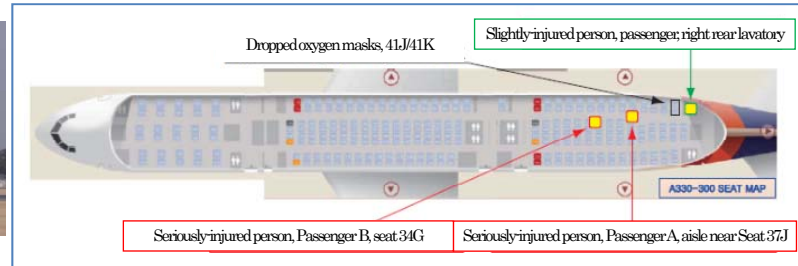 Slightly-injured person, passenger, right rear lavatory
Dropped oxygen masks, 41J/41K
A330-300 SEAT MAP
Seriously-injured person, Passenger B, seat 34G
Seriously-injured person, Passenger A, aisle near Seat 37J